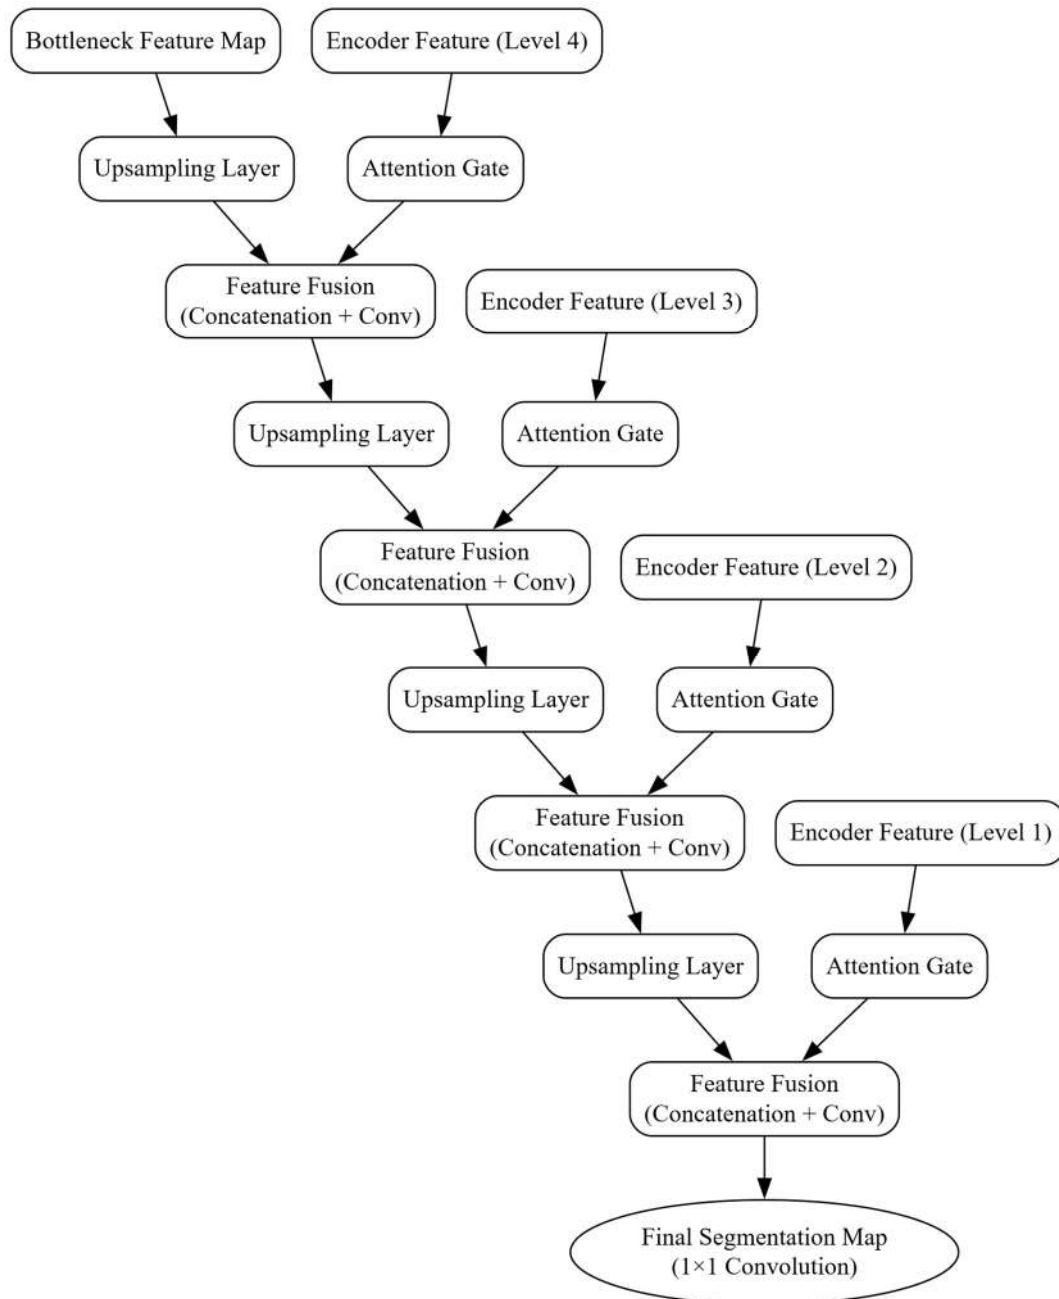 Bottleneck Feature Map
Encoder Feature (Level 4)
Upsampling Layer
Attention Gate
Feature Fusion
(Concatenation + Conv)
Encoder Feature (Level 3)
Upsampling Layer
Attention Gate
Feature Fusion
(Concatenation + Conv)
Encoder Feature (Level 2)
Upsampling Layer
Attention Gate
Feature Fusion
(Concatenation + Conv)
Encoder Feature (Level 1)
Upsampling Layer
Attention Gate
Feature Fusion
(Concatenation + Conv)
Final Segmentation Map
(1×1 Convolution)